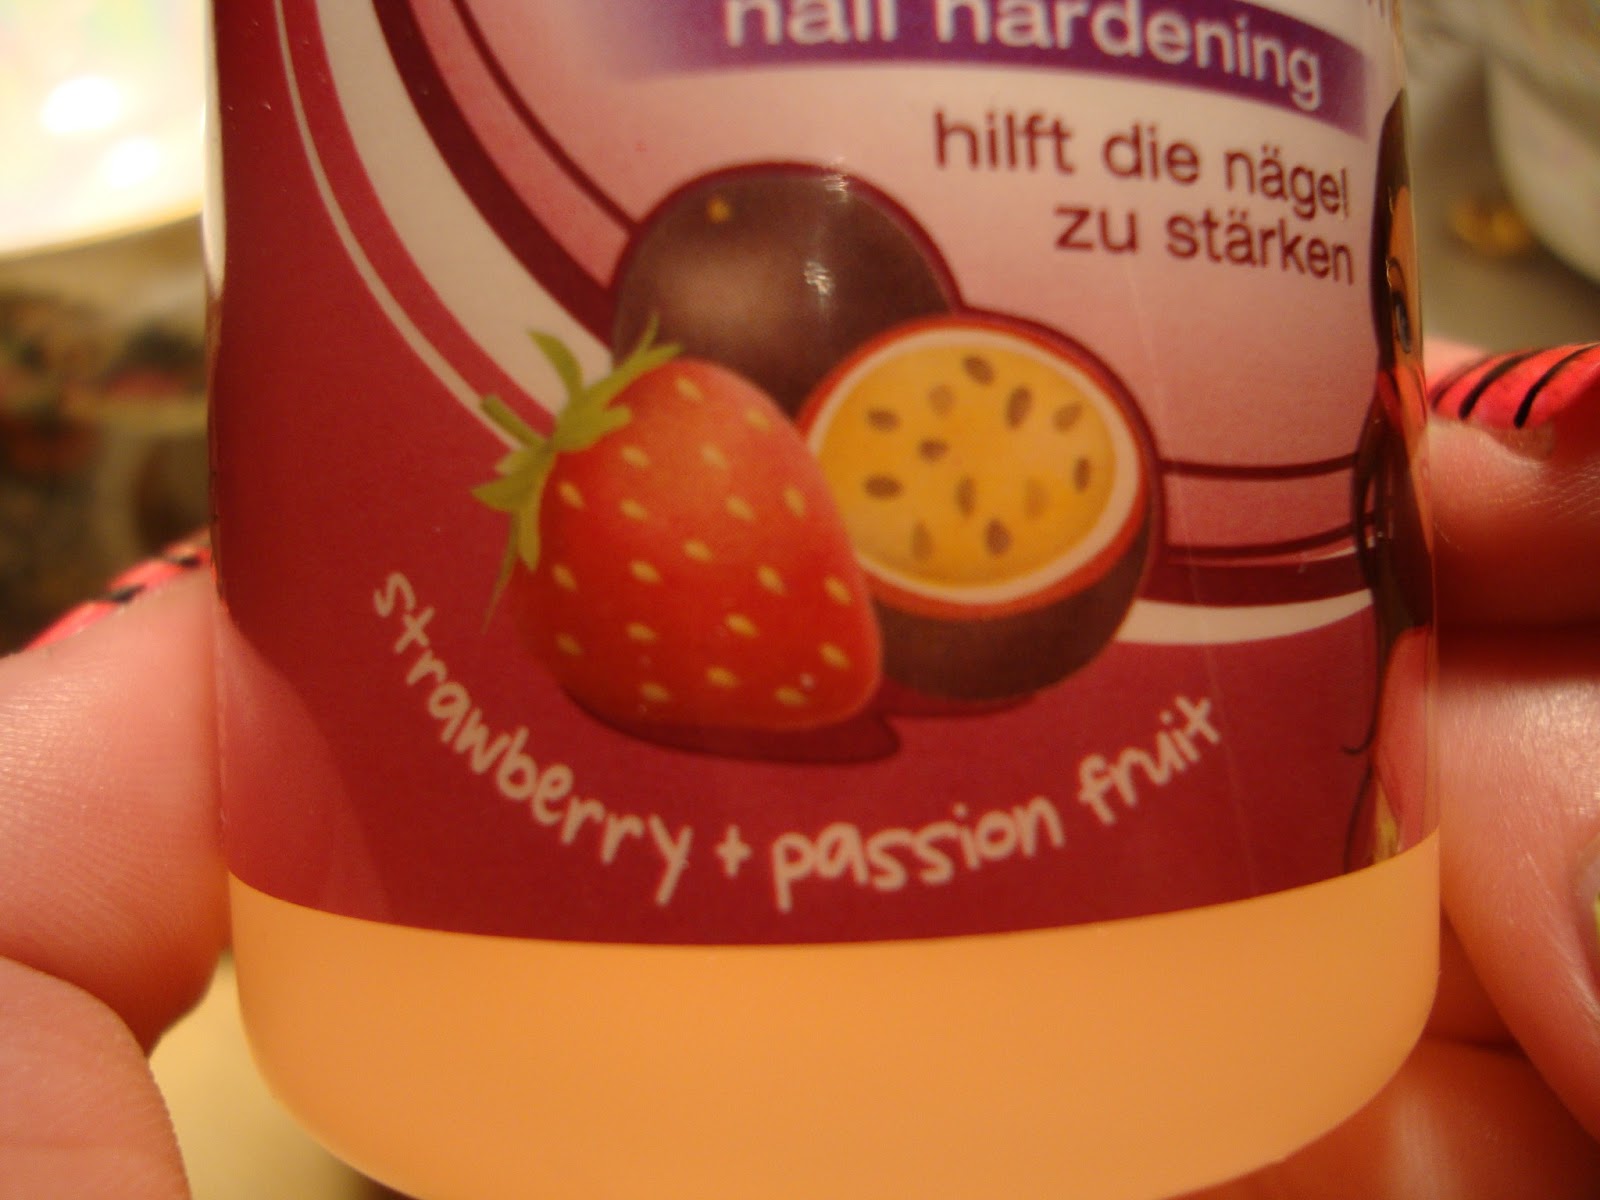 nail hardening
hilft die nägel
zu stärken
strawberry + passion fruit